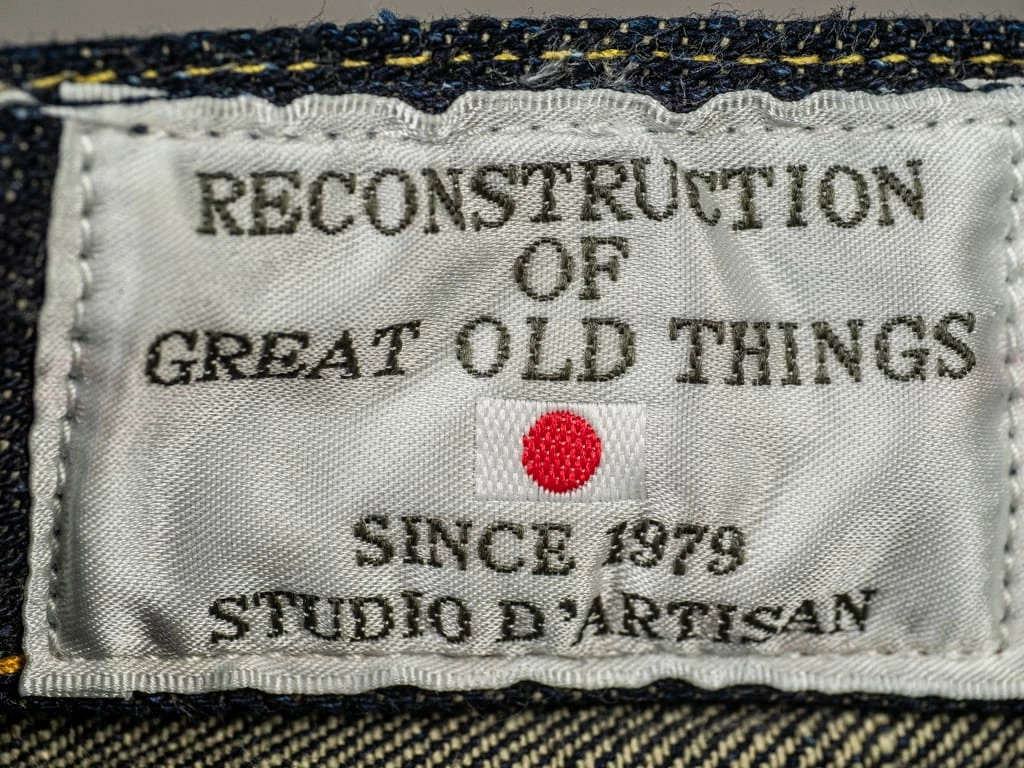 RECONSTRUCTION
OF
GREAT OLD THINGS
SINCE 1979
STUDIO D'ARTISAN